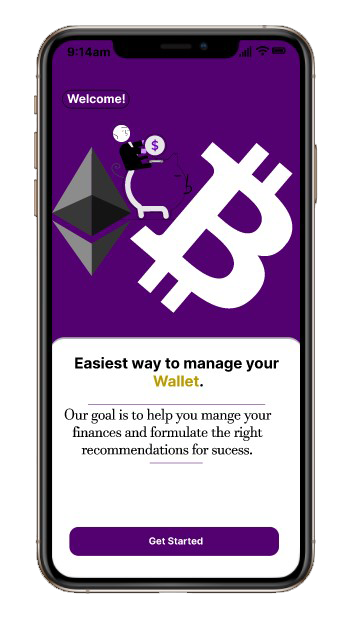 9:14am
Welcome!
$
Easiest way to manage your
Wallet.
Our goal is to help you mange your
finances and formulate the right
recommendations for sucess.
Get Started